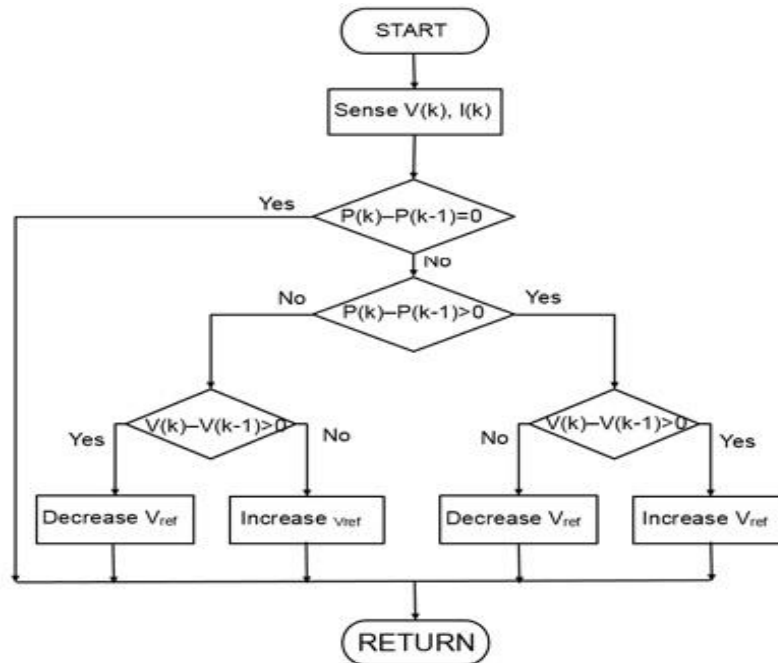 START
Sense V(k), I(k)
Yes
P(k)–P(k-1)=0
No
No
P(k)–P(k-1)>0
Yes
Yes
V(k)–V(k-1)>0
No
No
V(k)–V(k-1)>0
Yes
Decrease Vref
Increase Vref
Decrease Vref
Increase Vref
RETURN